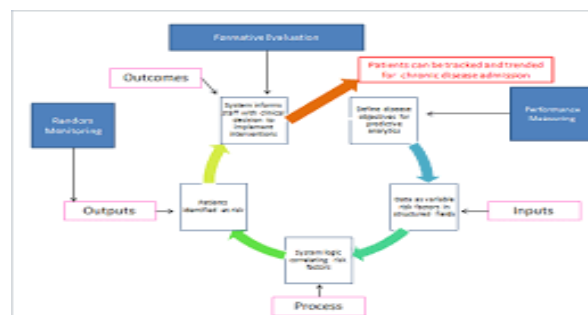 Formative Evaluation
Patients can be tracked and trended
for chronic disease admission
Outcomes
System informs
staff with clinical
decision to
implement
interventions
Define disease
objectives for
predictive
analytics
Performance
Measuring
Random
Monitoring
Outputs
Patients
identified at risk
Data as variable
risk factors in
structured fields
Inputs
System logic
correlating risk
factors
Process